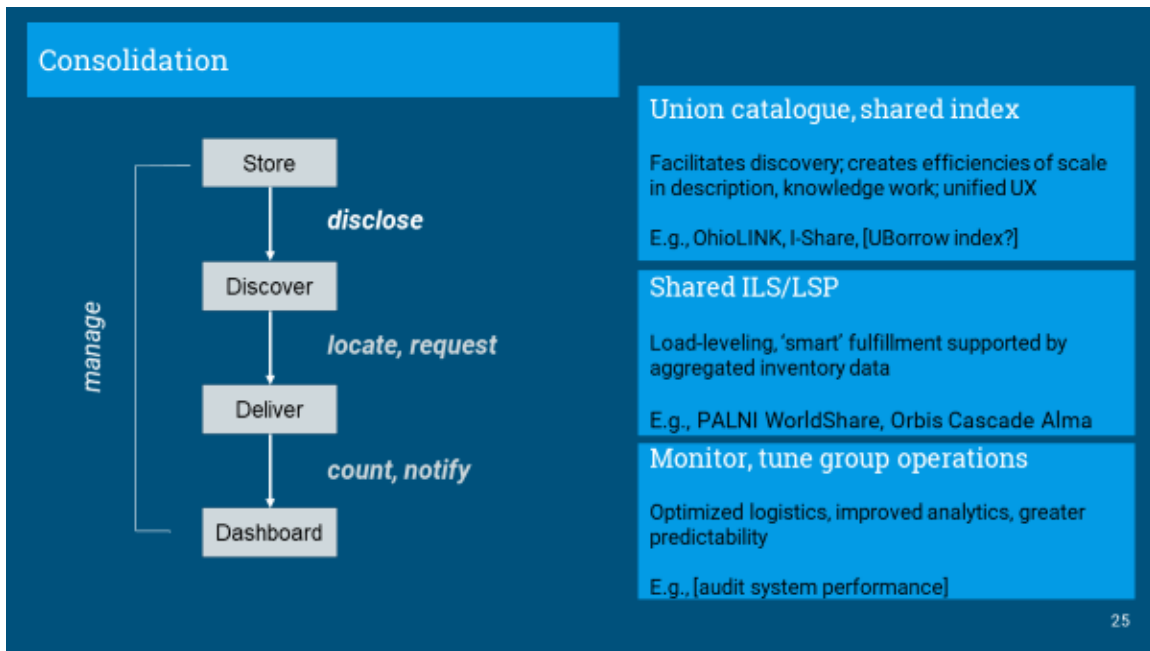 Consolidation
Store
disclose
Discover
locate, request
Deliver
count, notify
Dashboard
manage
Union catalogue, shared index
Facilitates discovery; creates efficiencies of scale
in description, knowledge work; unified UX
E.g., OhioLINK, I-Share, [UBorrow index?]
Shared ILS/LSP
Load-leveling, ‘smart’ fulfillment supported by
aggregated inventory data
E.g., PALNI WorldShare, Orbis Cascade Alma
Monitor, tune group operations
Optimized logistics, improved analytics, greater
predictability
E.g., [audit system performance]
25